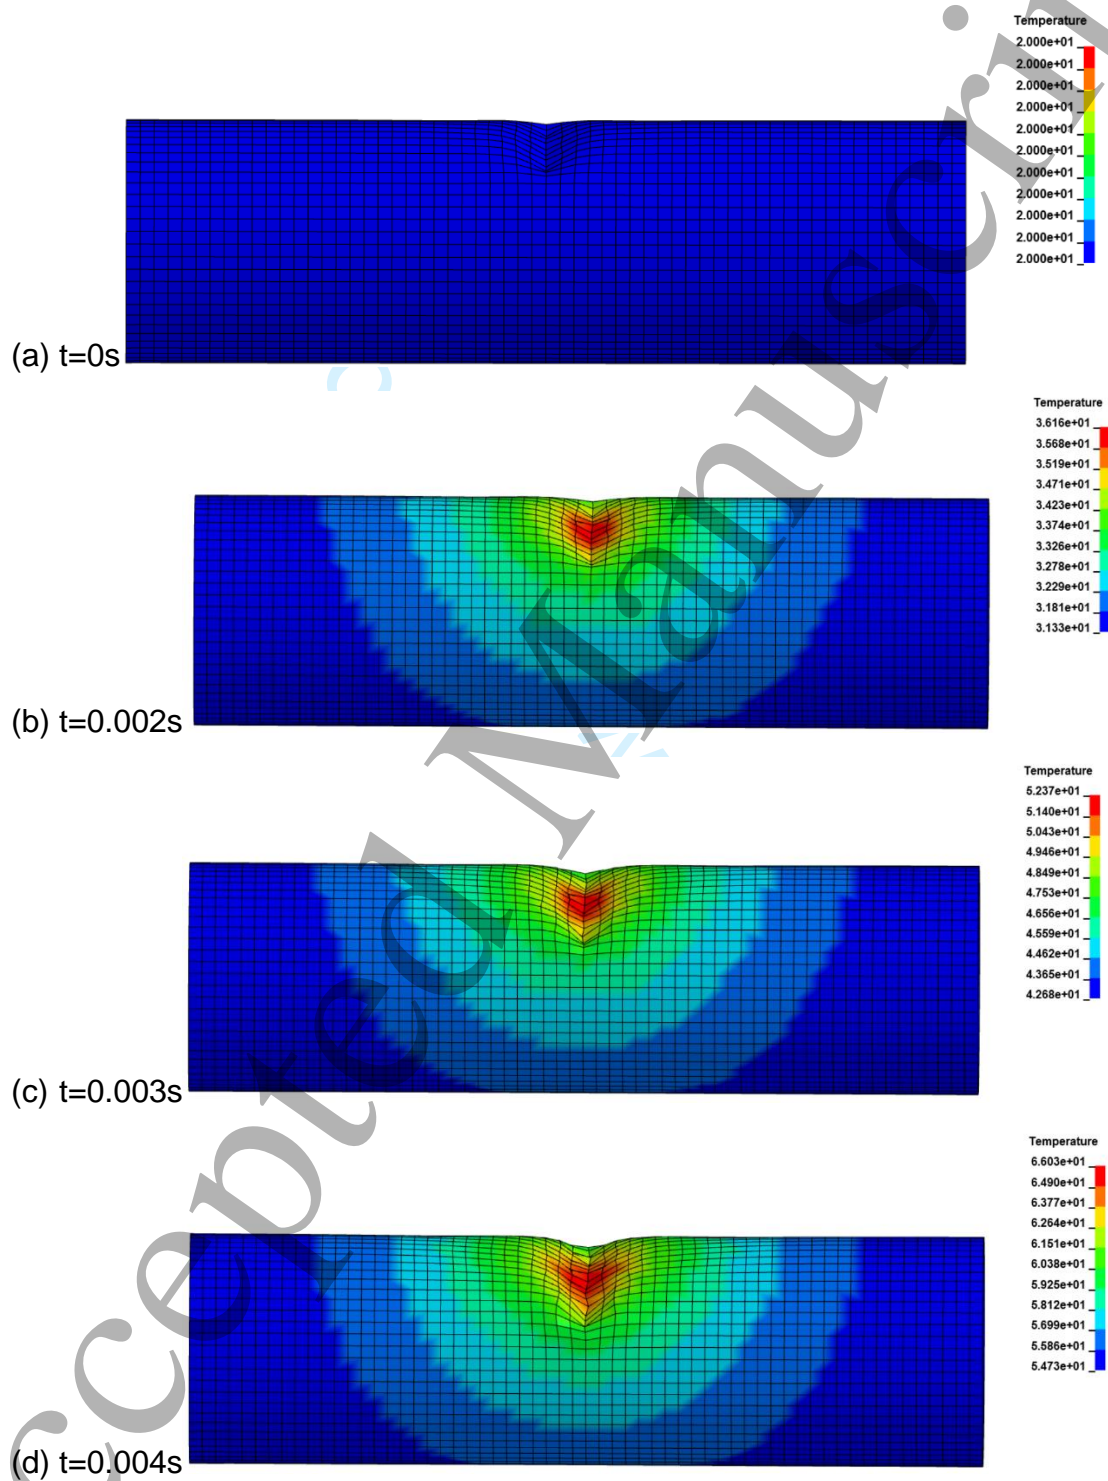 Temperature
2.000e+01
2.000e+01
2.000e+01
2.000e+01
2.000e+01
2.000e+01
2.000e+01
2.000e+01
2.000e+01
2.000e+01
2.000e+01
(a) t=0s
Temperature
3.616e+01
3.568e+01
3.519e+01
3.471e+01
3.423e+01
3.374e+01
3.326e+01
3.278e+01
3.229e+01
3.181e+01
3.133e+01
(b) t=0.002s
Temperature
5.237e+01
5.140e+01
5.043e+01
4.946e+01
4.849e+01
4.753e+01
4.656e+01
4.559e+01
4.462e+01
4.365e+01
4.268e+01
(c) t=0.003s
Temperature
6.603e+01
6.490e+01
6.377e+01
6.264e+01
6.151e+01
6.038e+01
5.925e+01
5.812e+01
5.699e+01
5.586e+01
5.473e+01
(d) t=0.004s
ccepted Manuscri